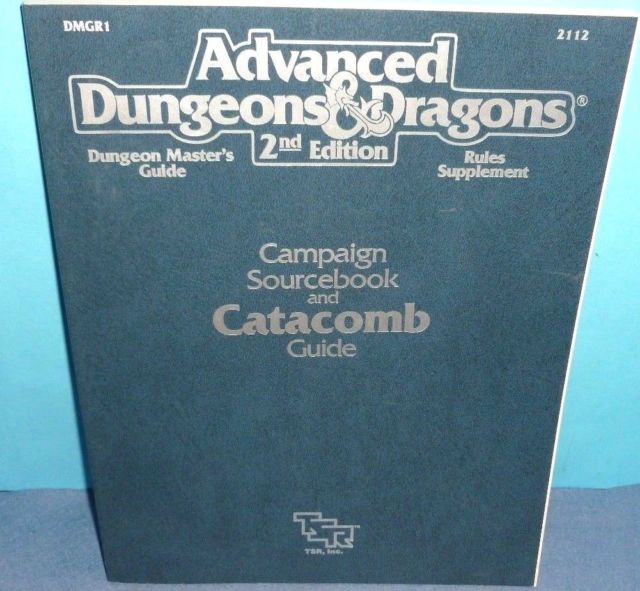 DMGR1
2112
Advanced
Dungeons & Dragons®
2nd Edition
Dungeon Master's
Guide
Rules
Supplement
Campaign
Sourcebook
and
Catacomb
Guide
TSR™
TSR, Inc.